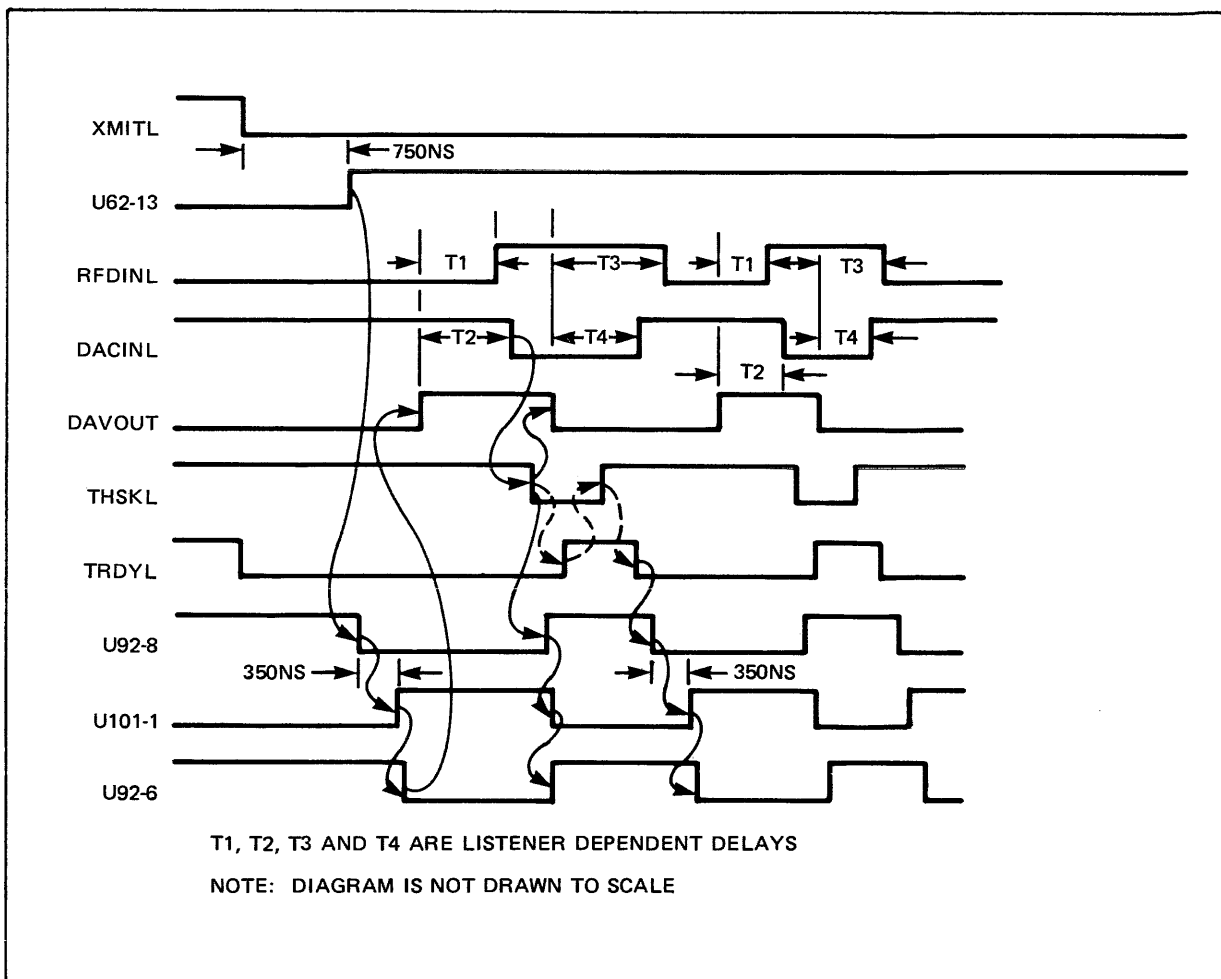 XMITL
750NS
U62-13
RFDINL T1 T3 T1 T3
DACINL T2 T4 T4
T2
DAVOUT
THSKL
TRDYL
U92-8
350NS 350NS
U101-1
U92-6
T1, T2, T3 AND T4 ARE LISTENER DEPENDENT DELAYS
NOTE: DIAGRAM IS NOT DRAWN TO SCALE